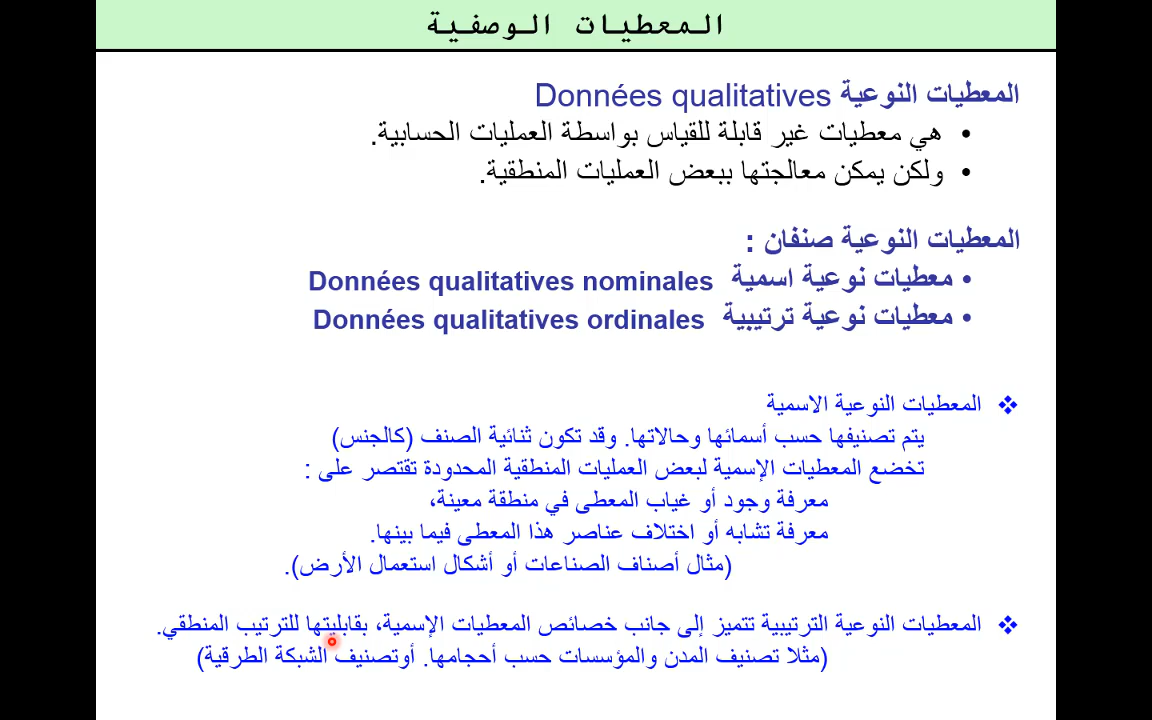 المعطيات الوصفية
المعطيات النوعية Données qualitatives
• هي معطيات غير قابلة للقياس بواسطة العمليات الحسابية.
• ولكن يمكن معالجتها ببعض العمليات المنطقية.
المعطيات النوعية صنفان :
• معطيات نوعية اسمية Données qualitatives nominales
• معطيات نوعية ترتيبية Données qualitatives ordinales
❖ المعطيات النوعية الاسمية
يتم تصنيفها حسب أسمائها وحالاتها. وقد تكون ثنائية الصنف (كالجنس)
تخضع المعطيات الإسمية لبعض العمليات المنطقية المحدودة تقتصر على :
معرفة وجود أو غياب المعطى في منطقة معينة،
معرفة تشابه أو اختلاف عناصر هذا المعطى فيما بينها.
(مثال أصناف الصناعات أو أشكال استعمال الأرض).
❖ المعطيات النوعية الترتيبية تتميز إلى جانب خصائص المعطيات الإسمية، بقابليتها للترتيب المنطقي.
(مثلا تصنيف المدن والمؤسسات حسب أحجامها. أوتصنيف الشبكة الطرقية)